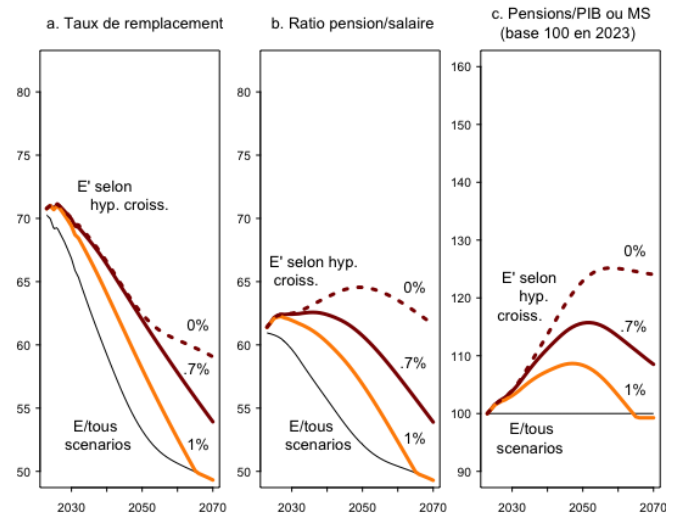 a. Taux de remplacement
80
75
70
65
60
55
50
E' selon
hyp. croiss.
0%
.7%
E/tous
scenarios
1%
2030
2050
2070
b. Ratio pension/salaire
80
75
70
65
60
55
50
E' selon hyp.
croiss.
0%
.7%
E/tous
scenarios
1%
2030
2050
2070
c. Pensions/PIB ou MS
(base 100 en 2023)
160
150
140
130
120
110
100
90
0%
E' selon
hyp.
croiss.
.7%
1%
E/tous
scenarios
2030
2050
2070